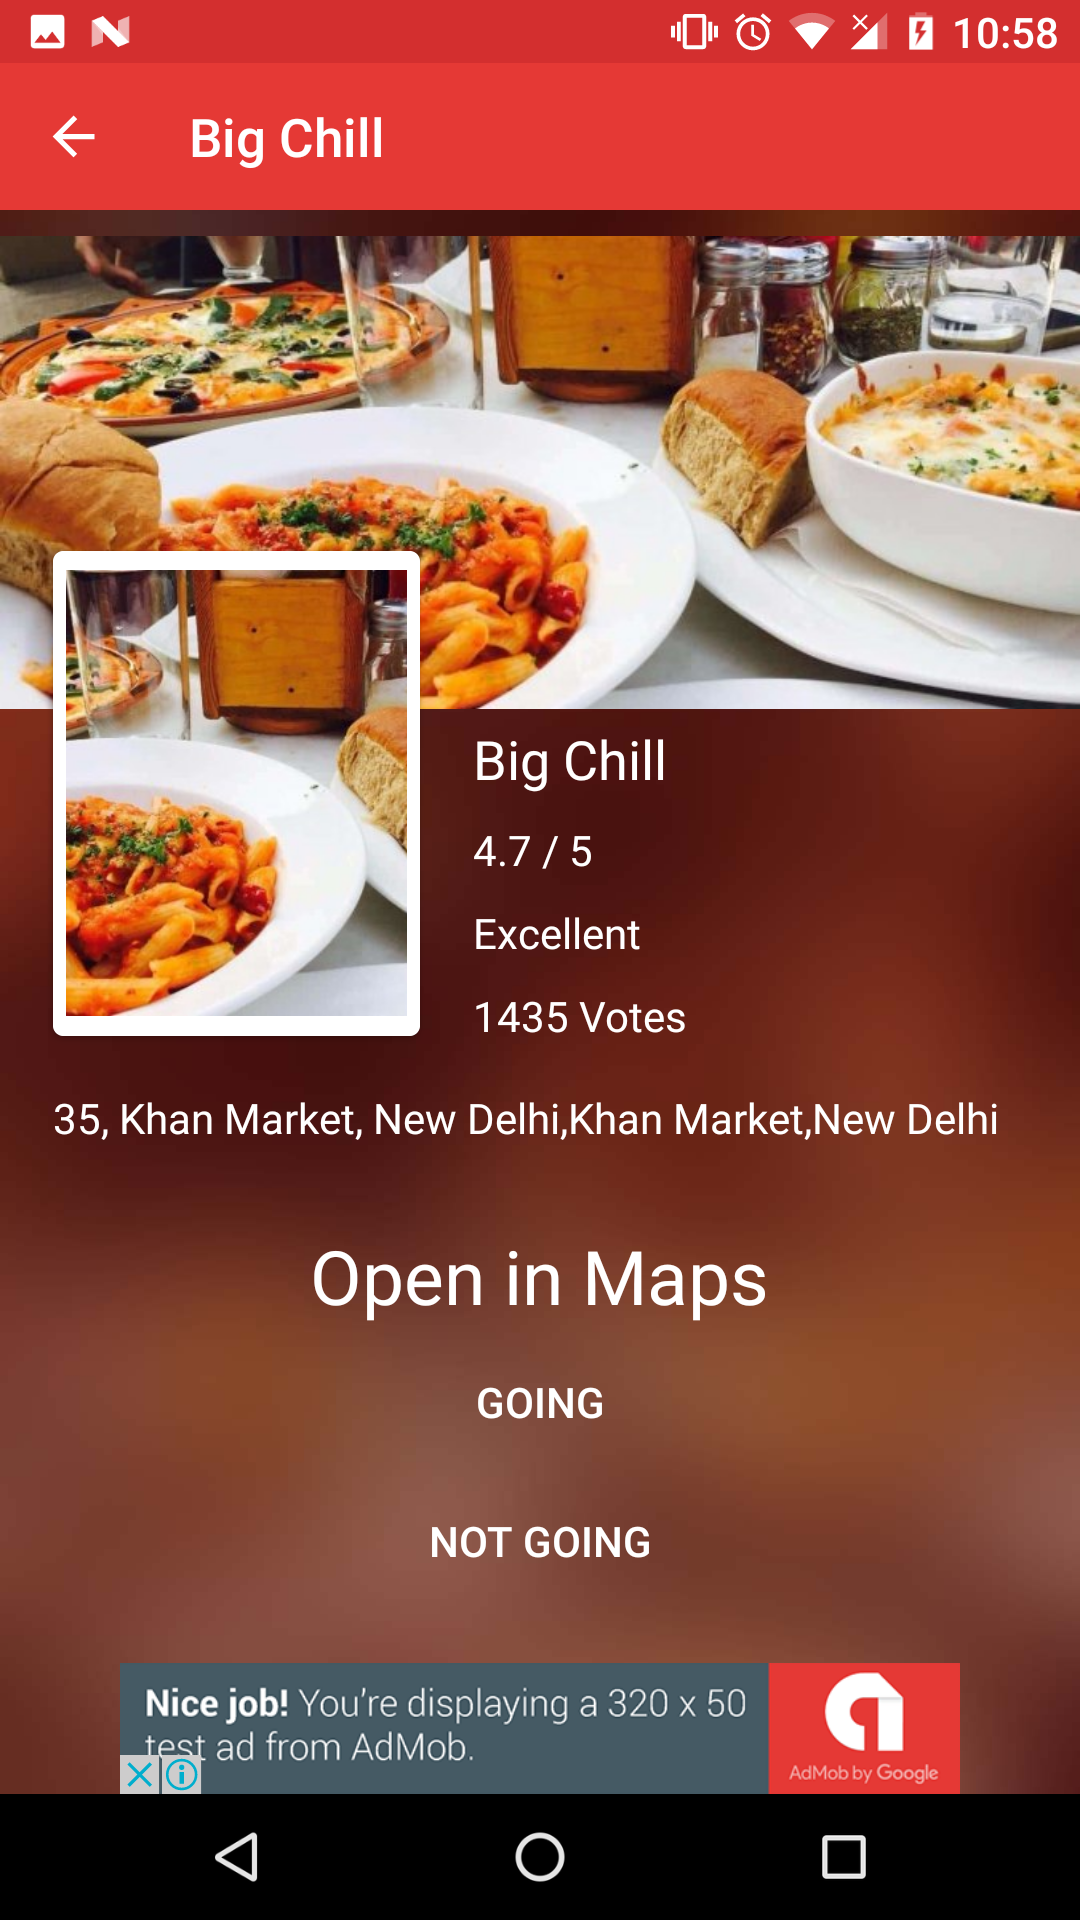 10:58
Big Chill
Big Chill
4.7 / 5
Excellent
1435 Votes
35, Khan Market, New Delhi,Khan Market,New Delhi
Open in Maps
GOING
NOT GOING
Nice job! You're displaying a 320 x 50
test ad from AdMob.
AdMob by Google